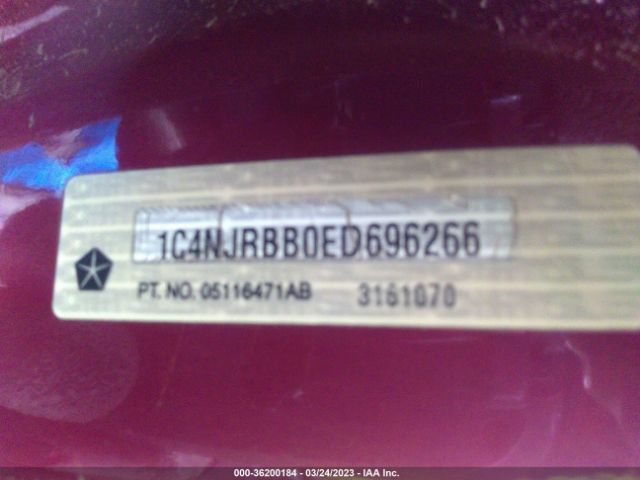 1C4NJRBB0ED696266
PT. NO. 05116471AB 3161070
000-36200184 - 03/24/2023 - IAA Inc.